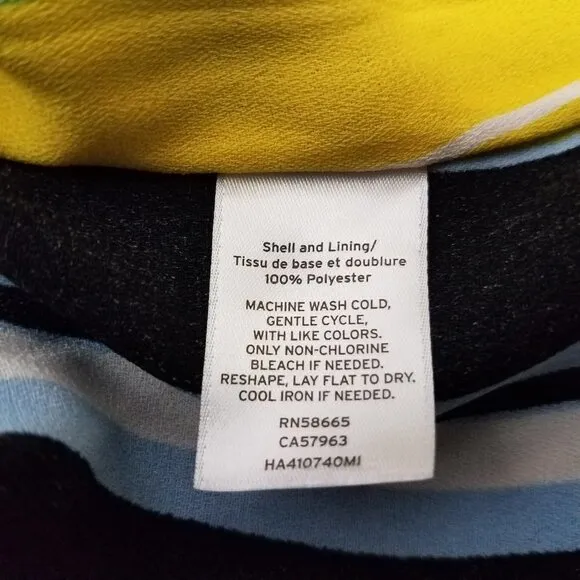 Shell and Lining/
Tissu de base et doublure
100% Polyester
MACHINE WASH COLD,
GENTLE CYCLE,
WITH LIKE COLORS.
ONLY NON-CHLORINE
BLEACH IF NEEDED.
RESHAPE, LAY FLAT TO DRY.
COOL IRON IF NEEDED.
RN58665
CA57963
HA410740MI